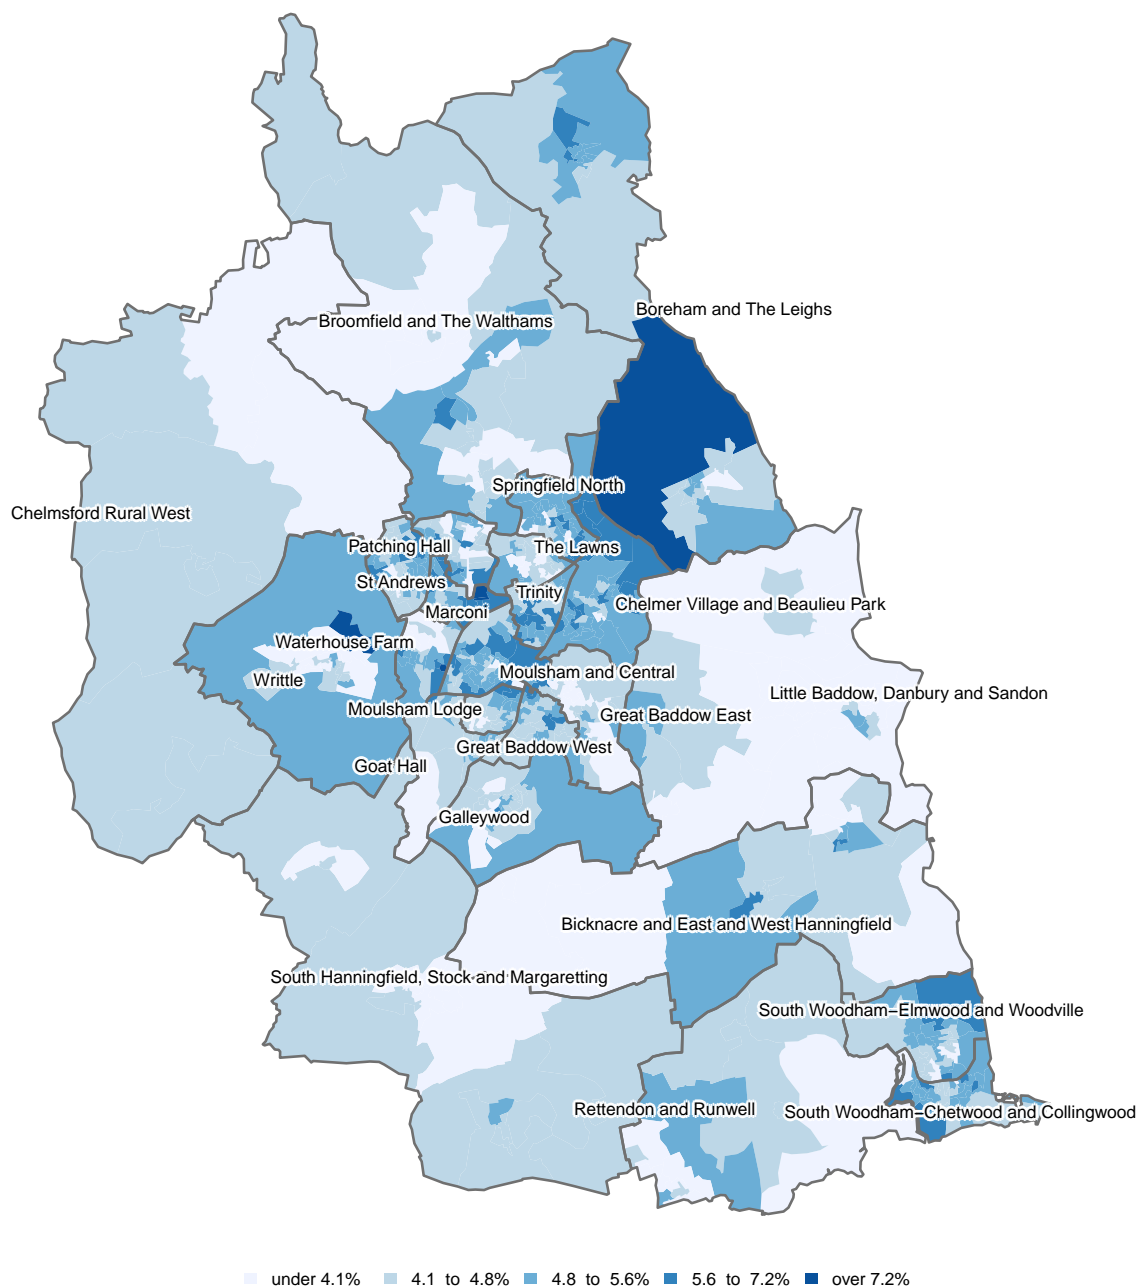 Boreham and The Leighs
Broomfield and The Walthams
Springfield North
Chelmsford Rural West
Patching Hall
The Lawns
St Andrews
Trinity
Marconi
Chelmer Village and Beaulieu Park
Waterhouse Farm
Moulsham and Central
Writtle
Little Baddow, Danbury and Sandon
Moulsham Lodge
Great Baddow East
Great Baddow West
Goat Hall
Galleywood
Bicknacre and East and West Hanningfield
South Hanningfield, Stock and Margaretting
South Woodham−Elmwood and Woodville
Rettendon and Runwell
South Woodham−Chetwood and Collingwood
under 4.1% 4.1 to 4.8% 4.8 to 5.6% 5.6 to 7.2% over 7.2%